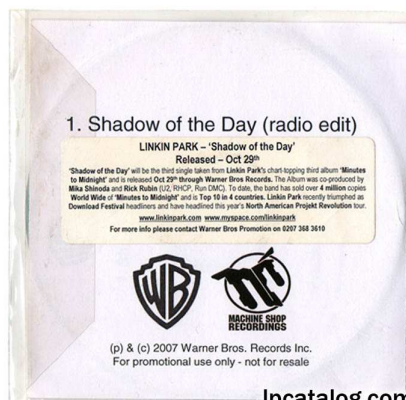 1. Shadow of the Day (radio edit)
LINKIN PARK – 'Shadow of the Day'
Released – Oct 29th
'Shadow of the Day' will be the third single taken from Linkin Park's chart-topping third album 'Minutes
to Midnight' and is released Oct 29th through Warner Bros Records. The Album was co-produced by
Mika Shinoda and Rick Rubin (U2, RHCP, Run DMC). To date, the band has sold over 4 million copies
World Wide of 'Minutes to Midnight' and is Top 10 in 4 countries. Linkin Park recently triumphed as
Download Festival headliners and have headlined this year's North American Projekt Revolution tour.
www.linkinpark.com www.myspace.com/linkinpark
For more info please contact Warner Bros Promotion on 0207 368 3610
WB
MACHINE SHOP
RECORDINGS
(p) & (c) 2007 Warner Bros. Records Inc.
For promotional use only - not for resale
lpcatalog.com